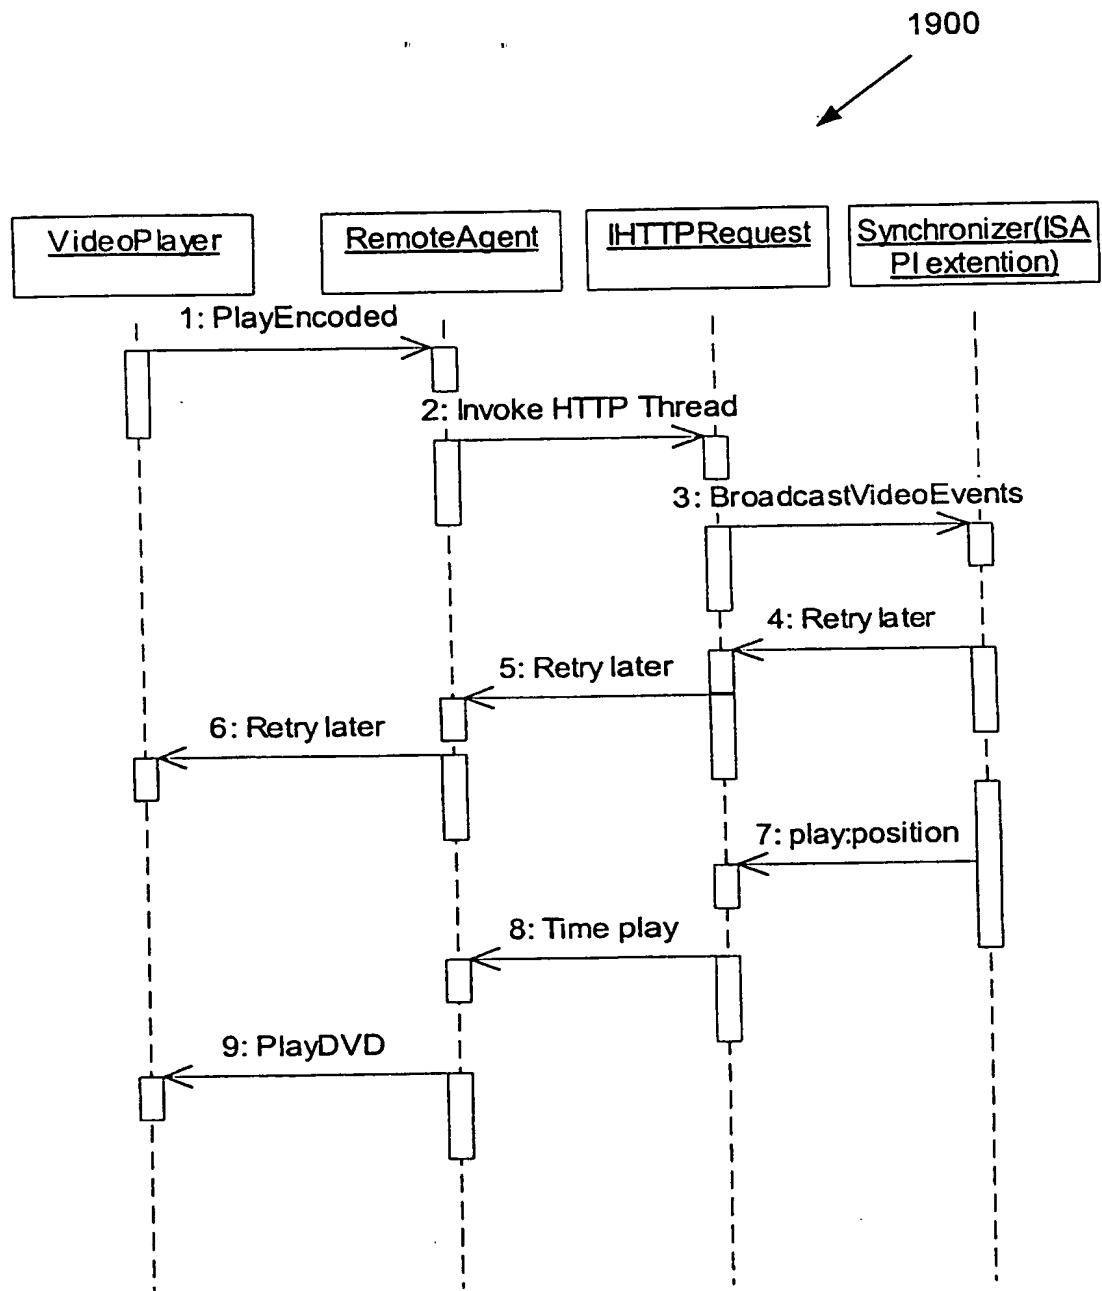 1900
VideoPlayer
RemoteAgent
IHTTPRequest
Synchronizer(ISA
PI extention)
1: PlayEncoded
2: Invoke HTTP Thread
3: BroadcastVideoEvents
4: Retry later
5: Retry later
6: Retry later
7: play:position
8: Time play
9: PlayDVD